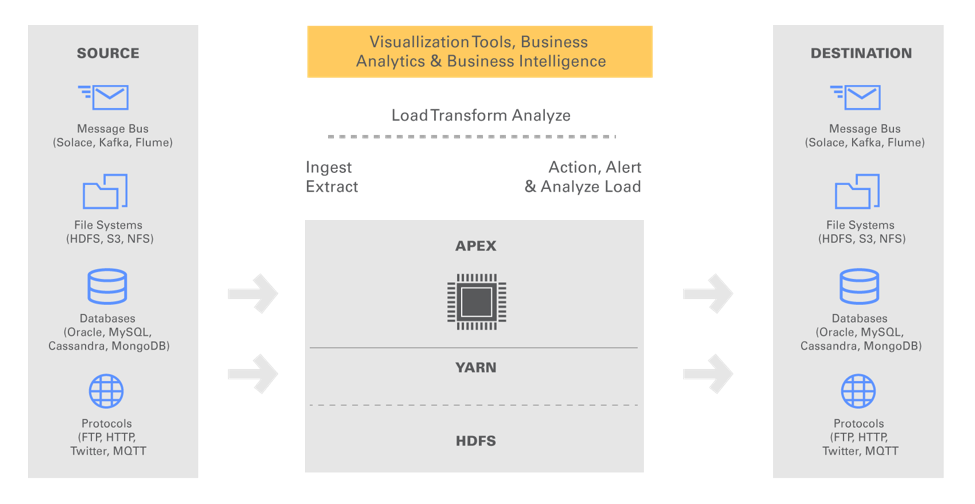 SOURCE
Message Bus
(Solace, Kafka, Flume)
File Systems
(HDFS, S3, NFS)
Databases
(Oracle, MySQL,
Cassandra, MongoDB)
Protocols
(FTP, HTTP,
Twitter, MQTT
Visuallization Tools, Business
Analytics & Business Intelligence
Load Transform Analyze
Ingest
Extract
Action, Alert
& Analyze Load
APEX
YARN
HDFS
DESTINATION
Message Bus
(Solace, Kafka, Flume)
File Systems
(HDFS, S3, NFS)
Databases
(Oracle, MySQL,
Cassandra, MongoDB)
Protocols
(FTP, HTTP,
Twitter, MQTT